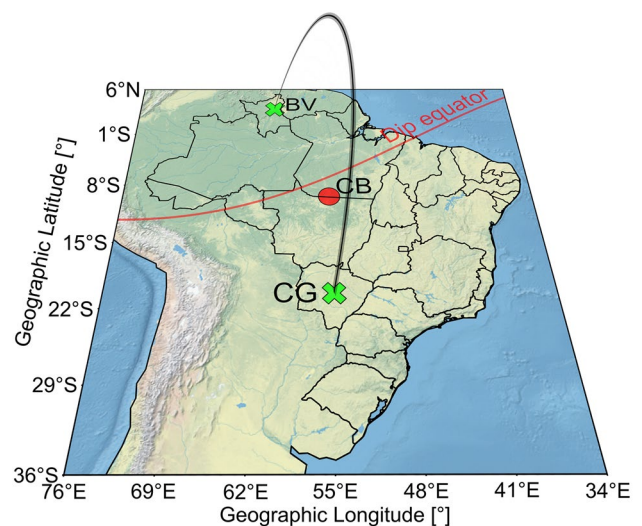 6°N
BV
1°S
Dip equator
8°S
CB
15°S
CG
22°S
29°S
36°S
76°E 69°E 62°E 55°E 48°E 41°E 34°E
Geographic Latitude [°]
Geographic Longitude [°]